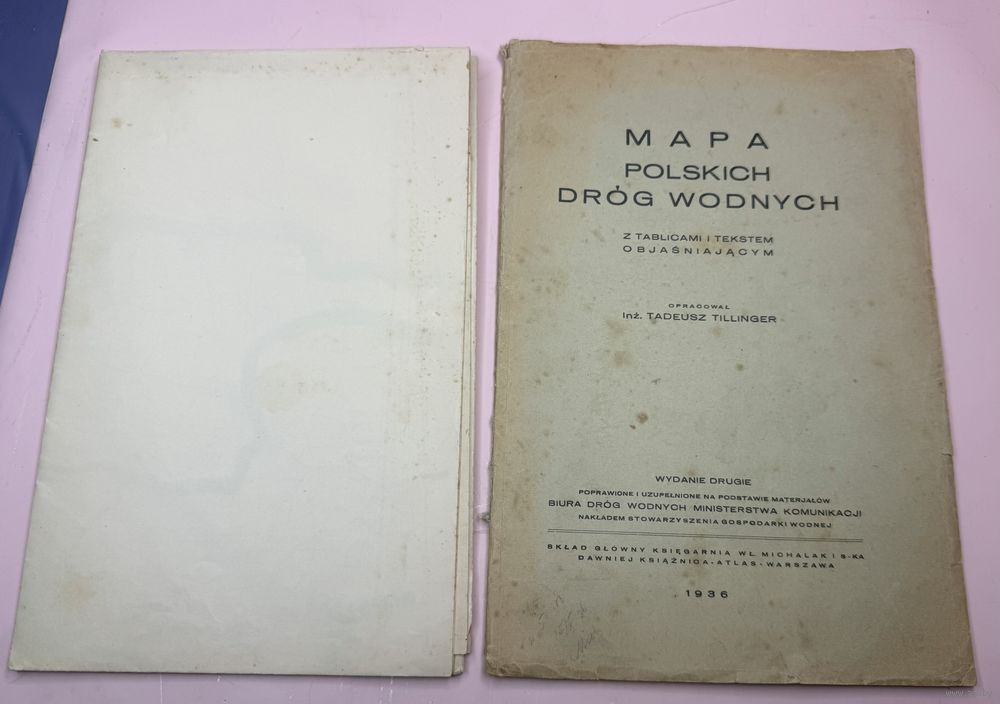 MAPA
POLSKICH
DRÓG WODNYCH
Z TABLICAMI I TEKSTEM
OBJAŚNIAJĄCYM
OPRACOWAŁ
Inż. TADEUSZ TILLINGER
WYDANIE DRUGIE
POPRAWIONE I UZUPEŁNIONE NA PODSTAWIE MATERJAŁÓW
BIURA DRÓG WODNYCH MINISTERSTWA KOMUNIKACJI
NAKŁADEM STOWARZYSZENIA GOSPODARKI WODNEJ
SKŁAD GŁÓWNY KSIĘGARNIA WŁ. MICHALAK I S-KA
DAWNIEJ KSIĄŻNICA-ATLAS-WARSZAWA
1936